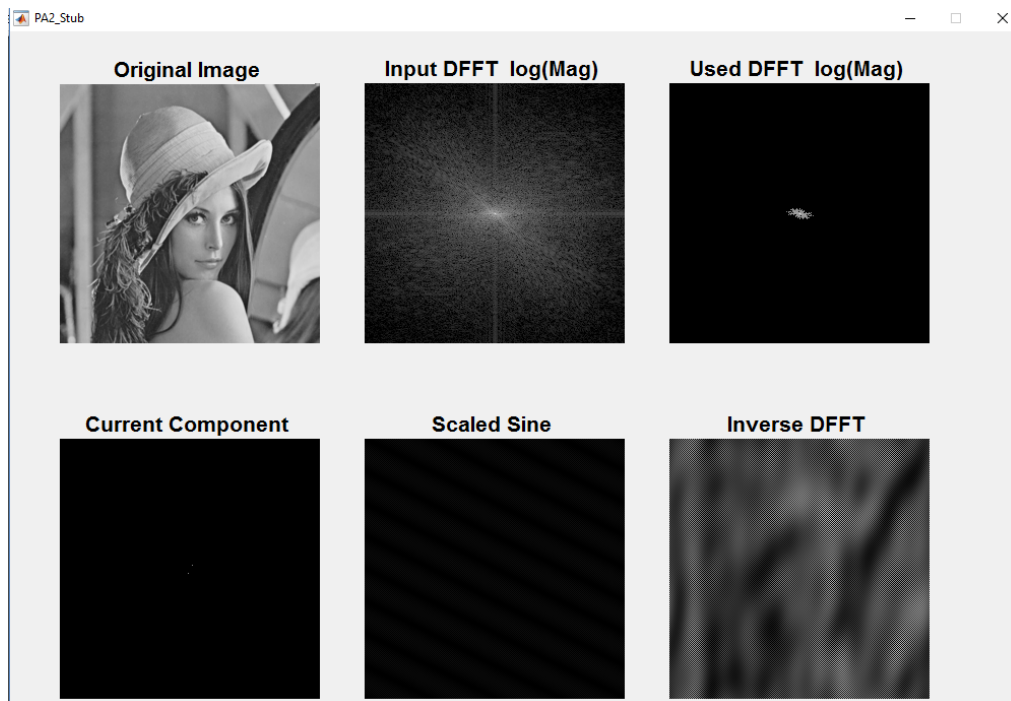 PA2_Stub
Original Image
Input DFFT log(Mag)
Used DFFT log(Mag)
Current Component
Scaled Sine
Inverse DFFT